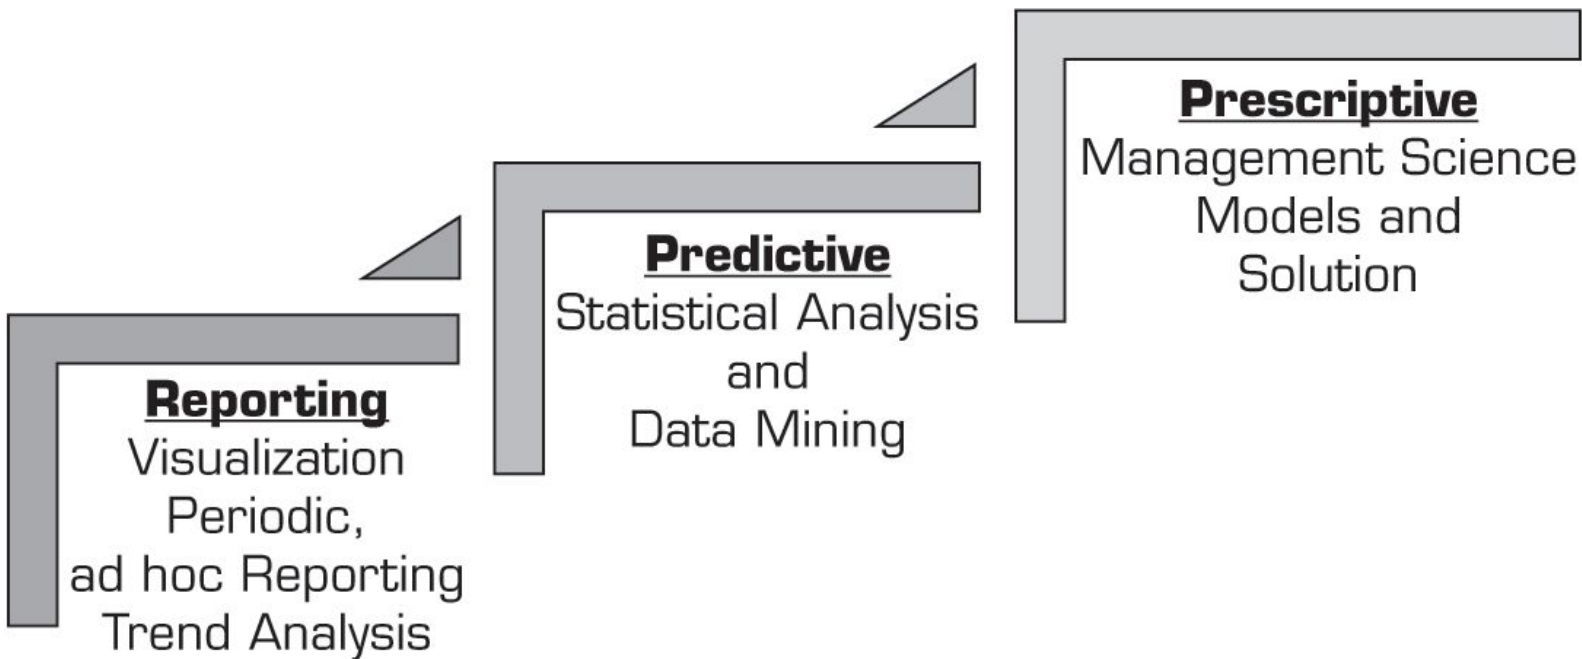 Reporting
Visualization
Periodic,
ad hoc Reporting
Trend Analysis
Predictive
Statistical Analysis
and
Data Mining
Prescriptive
Management Science
Models and
Solution